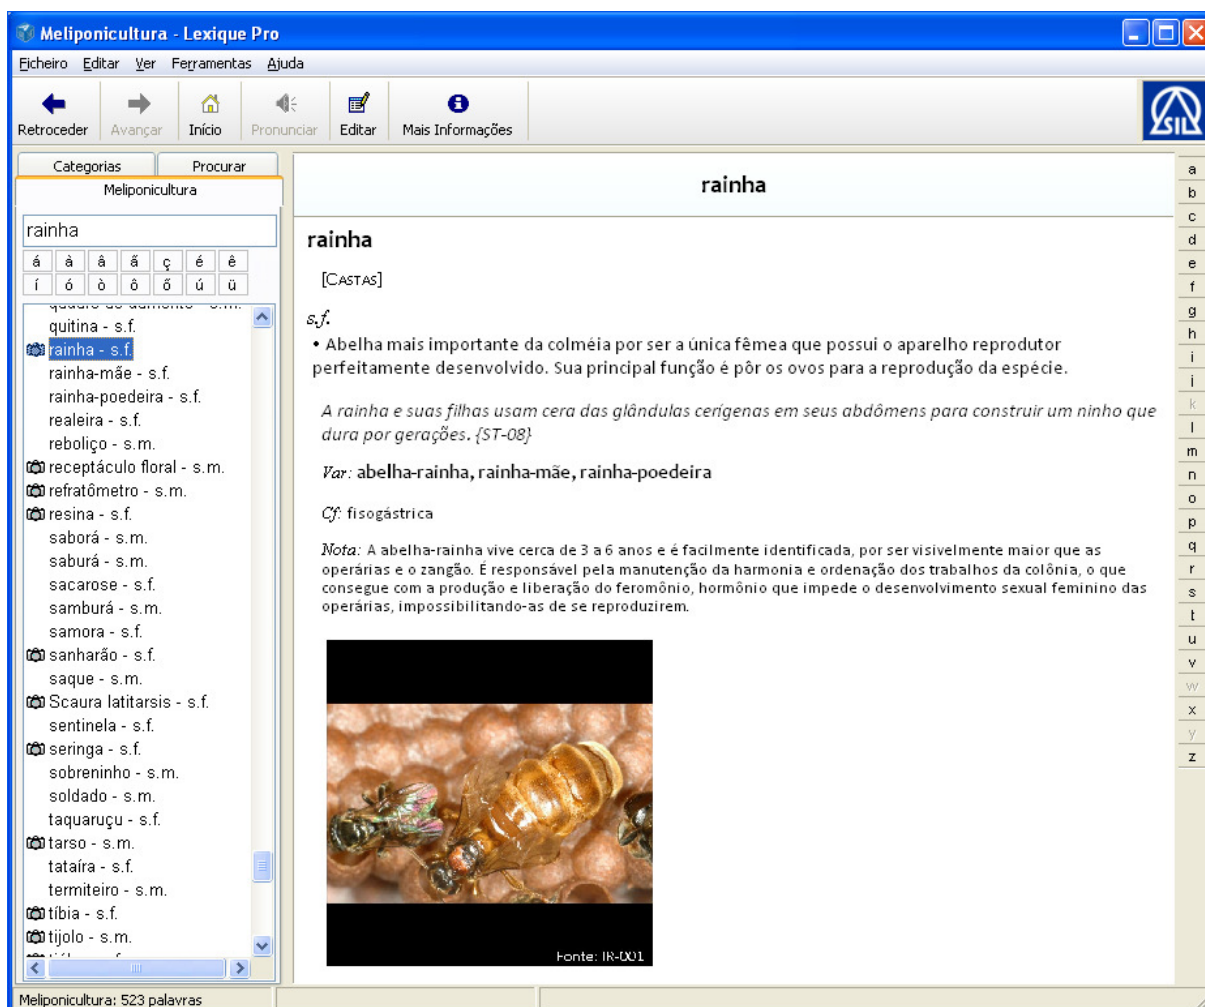 Meliponicultura - Lexique Pro
Ficheiro Editar Ver Ferramentas Ajuda
Retroceder Avançar Início Pronunciar Editar Mais Informações
SIL
Categorias Procurar
Meliponicultura
rainha
á à â ã ç é ê
í ó ò ô õ ú ü
quitina - s.f.
rainha - s.f.
rainha-mãe - s.f.
rainha-poedeira - s.f.
realeira - s.f.
reboliço - s.m.
receptáculo floral - s.m.
refratômetro - s.m.
resina - s.f.
saborá - s.m.
saburá - s.m.
sacarose - s.f.
samburá - s.m.
samora - s.f.
sanharão - s.f.
saque - s.m.
Scaura latitarsis - s.f.
sentinela - s.f.
seringa - s.f.
sobreninho - s.m.
soldado - s.m.
taquaruçu - s.f.
tarso - s.m.
tataíra - s.f.
termiteiro - s.m.
tíbia - s.f.
tijolo - s.m.
Meliponicultura: 523 palavras
rainha
rainha
[CASTAS]
s.f.
• Abelha mais importante da colméia por ser a única fêmea que possui o aparelho reprodutor
perfeitamente desenvolvido. Sua principal função é pôr os ovos para a reprodução da espécie.
A rainha e suas filhas usam cera das glândulas cerígenas em seus abdômens para construir um ninho que
dura por gerações. {ST-08}
Var: abelha-rainha, rainha-mãe, rainha-poedeira
Cf: fisogástrica
Nota: A abelha-rainha vive cerca de 3 a 6 anos e é facilmente identificada, por ser visivelmente maior que as
operárias e o zangão. É responsável pela manutenção da harmonia e ordenação dos trabalhos da colônia, o que
consegue com a produção e liberação do feromônio, hormônio que impede o desenvolvimento sexual feminino das
operárias, impossibilitando-as de se reproduzirem.
Fonte: IR-001
a
b
c
d
e
f
g
h
i
j
k
l
m
n
o
p
q
r
s
t
u
v
w
x
y
z